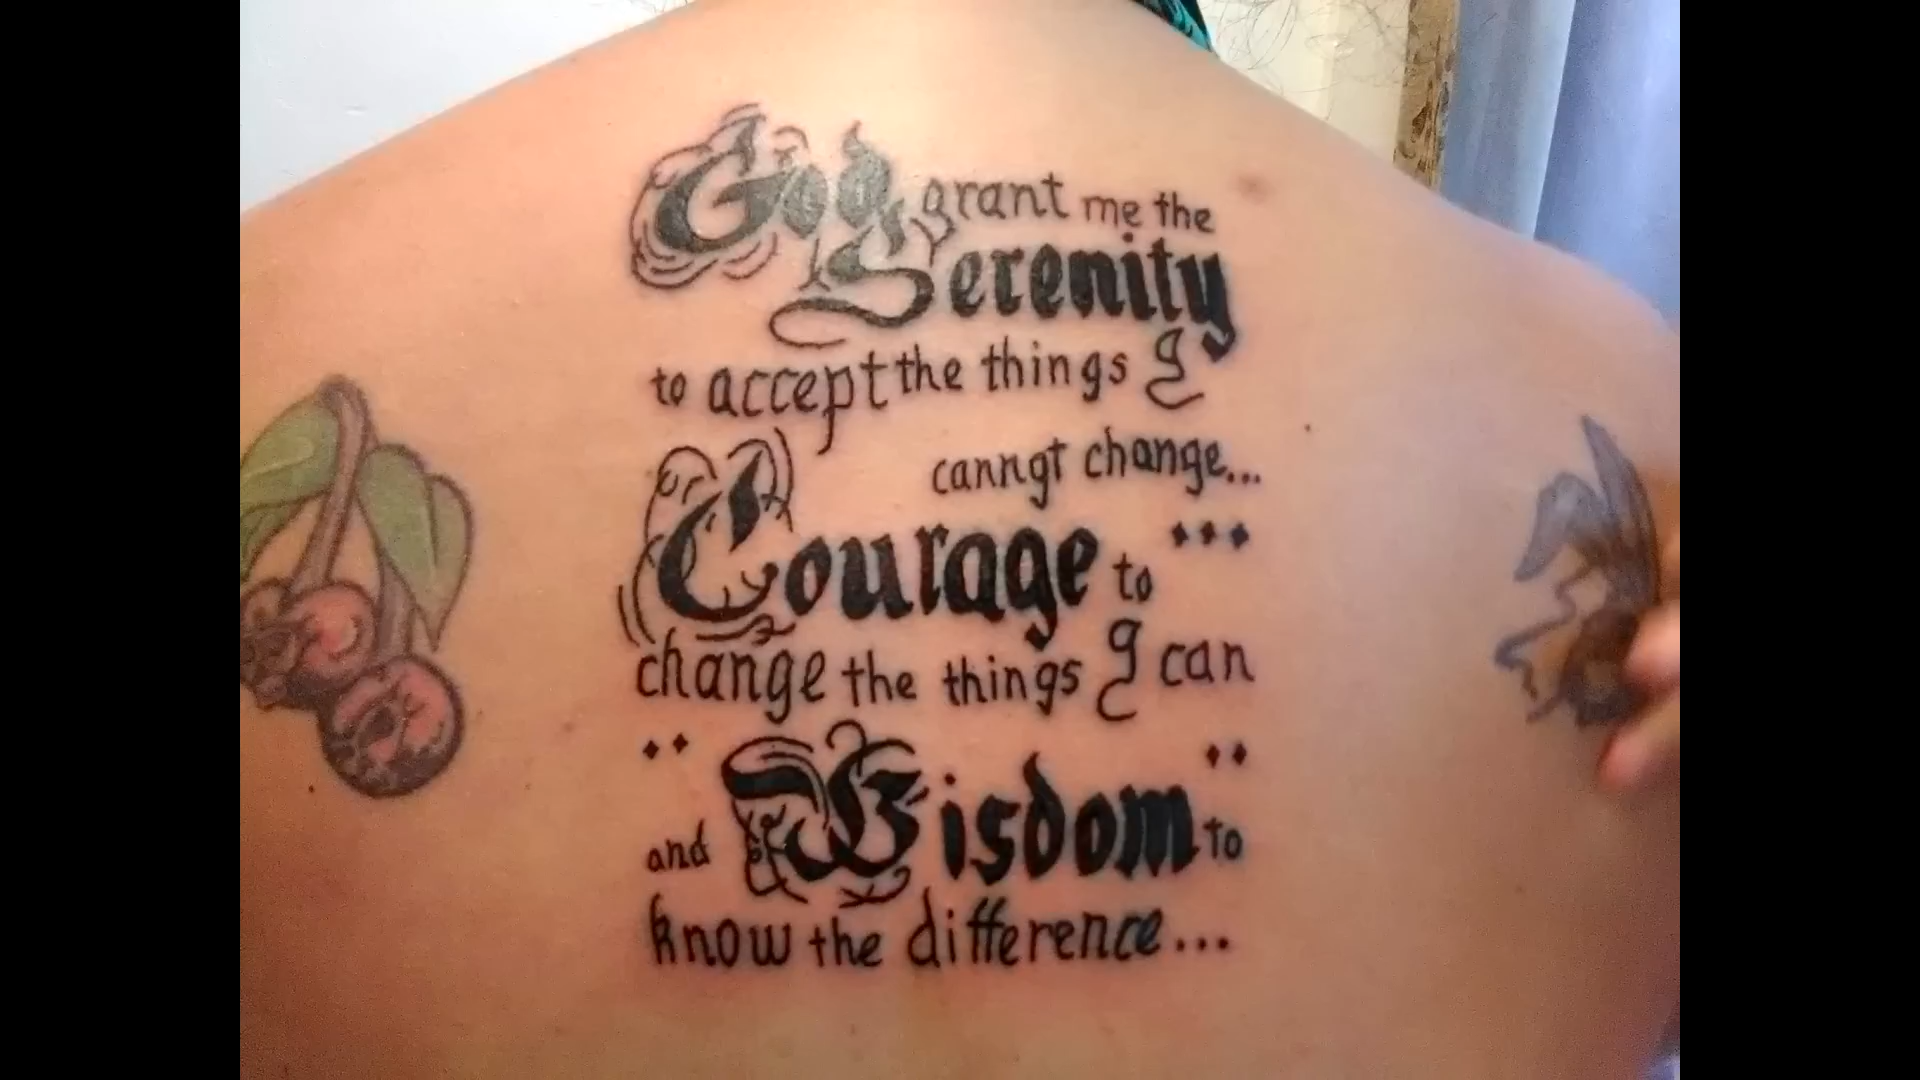 God grant me the
Serenity
to accept the things I
cannot change...
Courage to
change the things I can
and Wisdom to
know the difference...